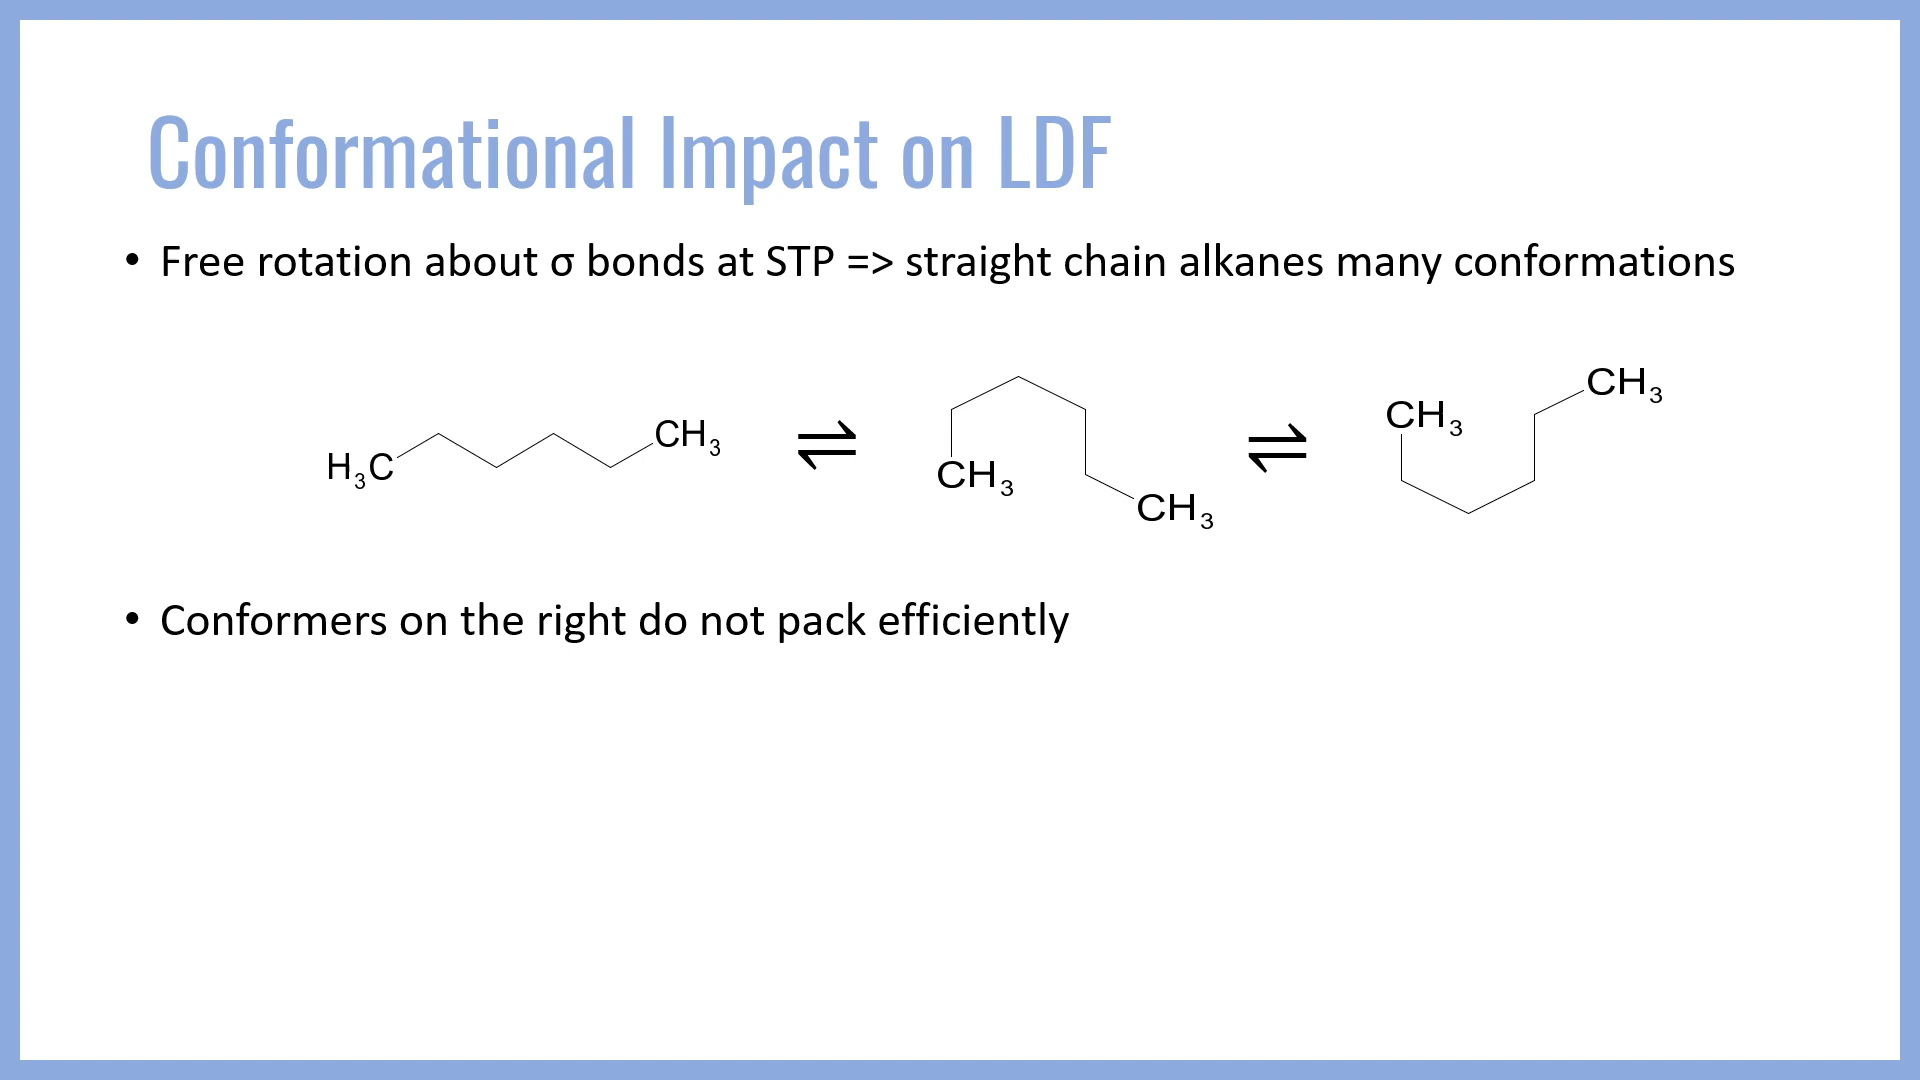 Conformational Impact on LDF
• Free rotation about σ bonds at STP => straight chain alkanes many conformations
H₃C CH₃ ⇌ CH₃ CH₃ ⇌ CH₃ CH₃
• Conformers on the right do not pack efficiently